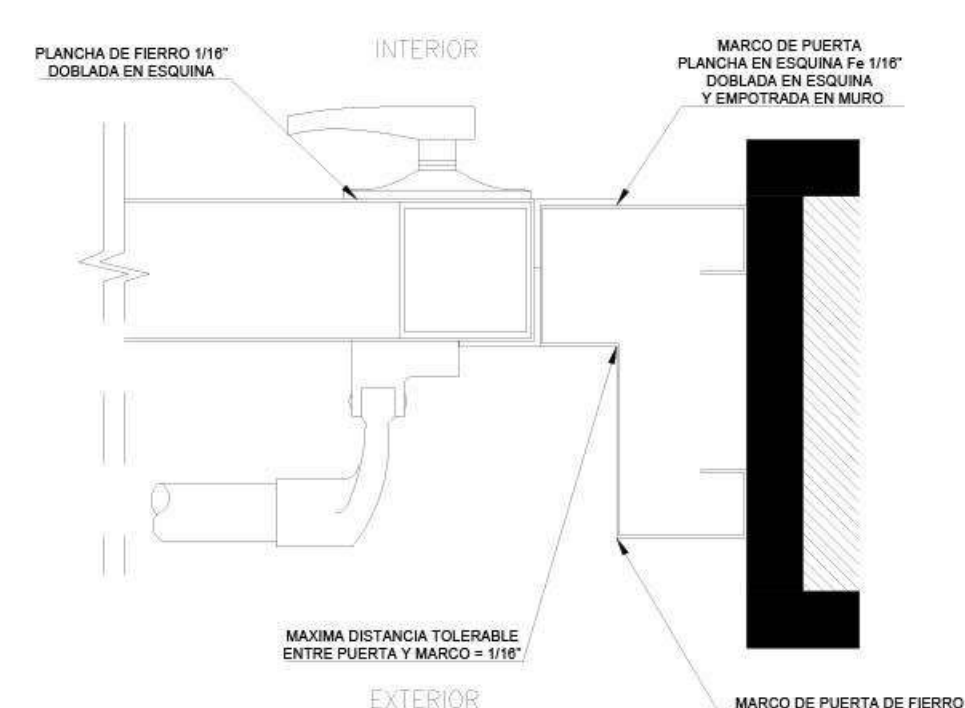 INTERIOR
PLANCHA DE FIERRO 1/16"
DOBLADA EN ESQUINA
MARCO DE PUERTA
PLANCHA EN ESQUINA Fe 1/16"
DOBLADA EN ESQUINA
Y EMPOTRADA EN MURO
MAXIMA DISTANCIA TOLERABLE
ENTRE PUERTA Y MARCO = 1/16"
EXTERIOR
MARCO DE PUERTA DE FIERRO